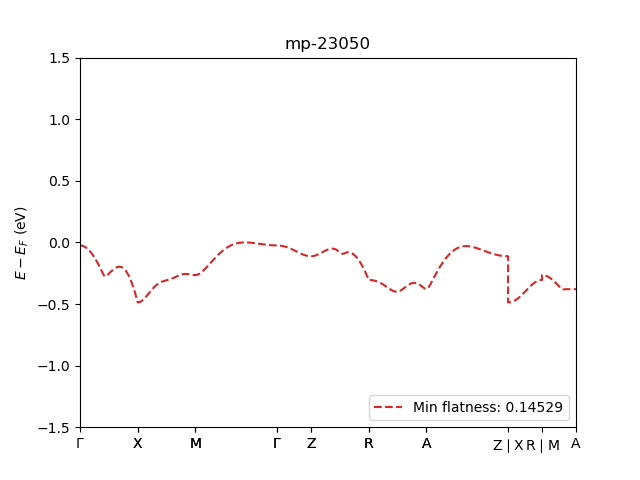 mp-23050
E − E_F (eV)
1.5
1.0
0.5
0.0
−0.5
−1.0
−1.5
Min flatness: 0.14529
Γ X M Γ Z R A Z | X R | M A